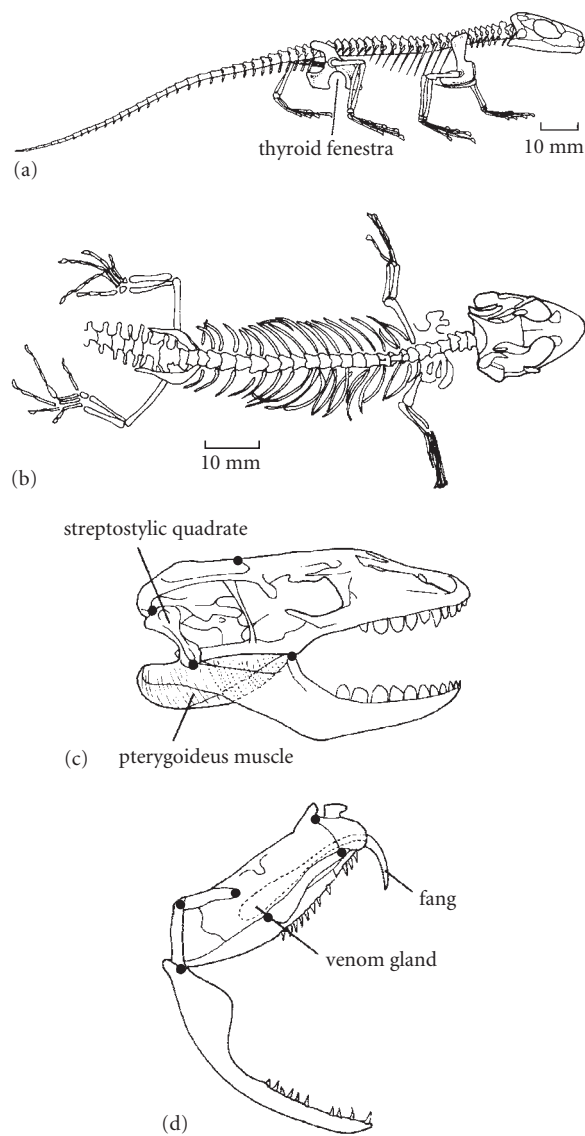 thyroid fenestra
10 mm
(a)
10 mm
(b)
streptostylic quadrate
(c)
pterygoideus muscle
fang
venom gland
(d)